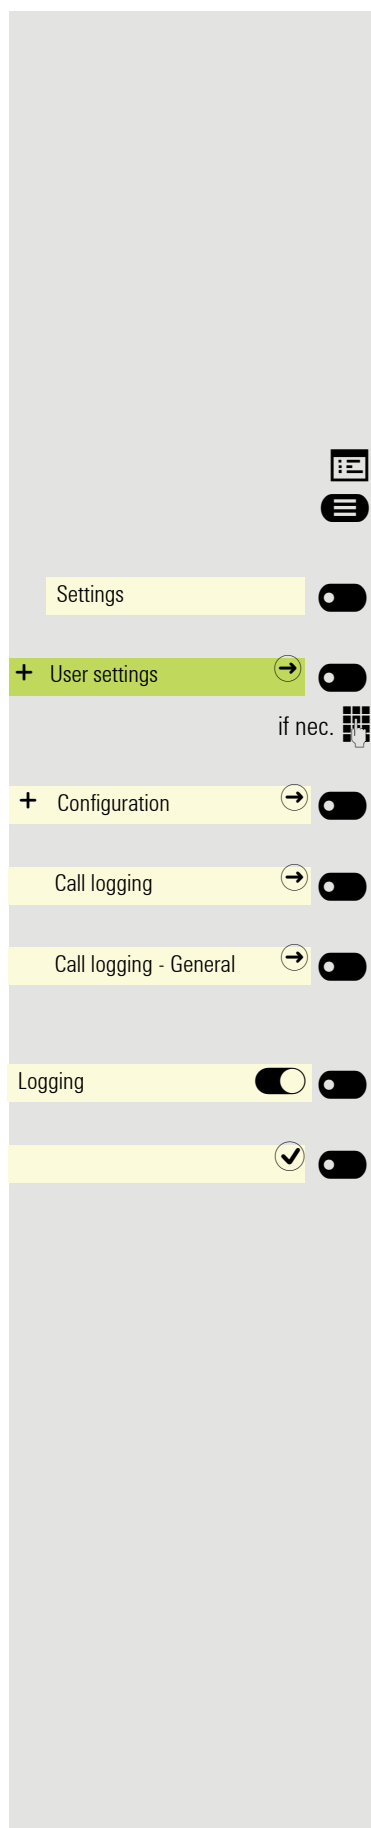 Settings
+ User settings
if nec.
+ Configuration
Call logging
Call logging - General
Logging